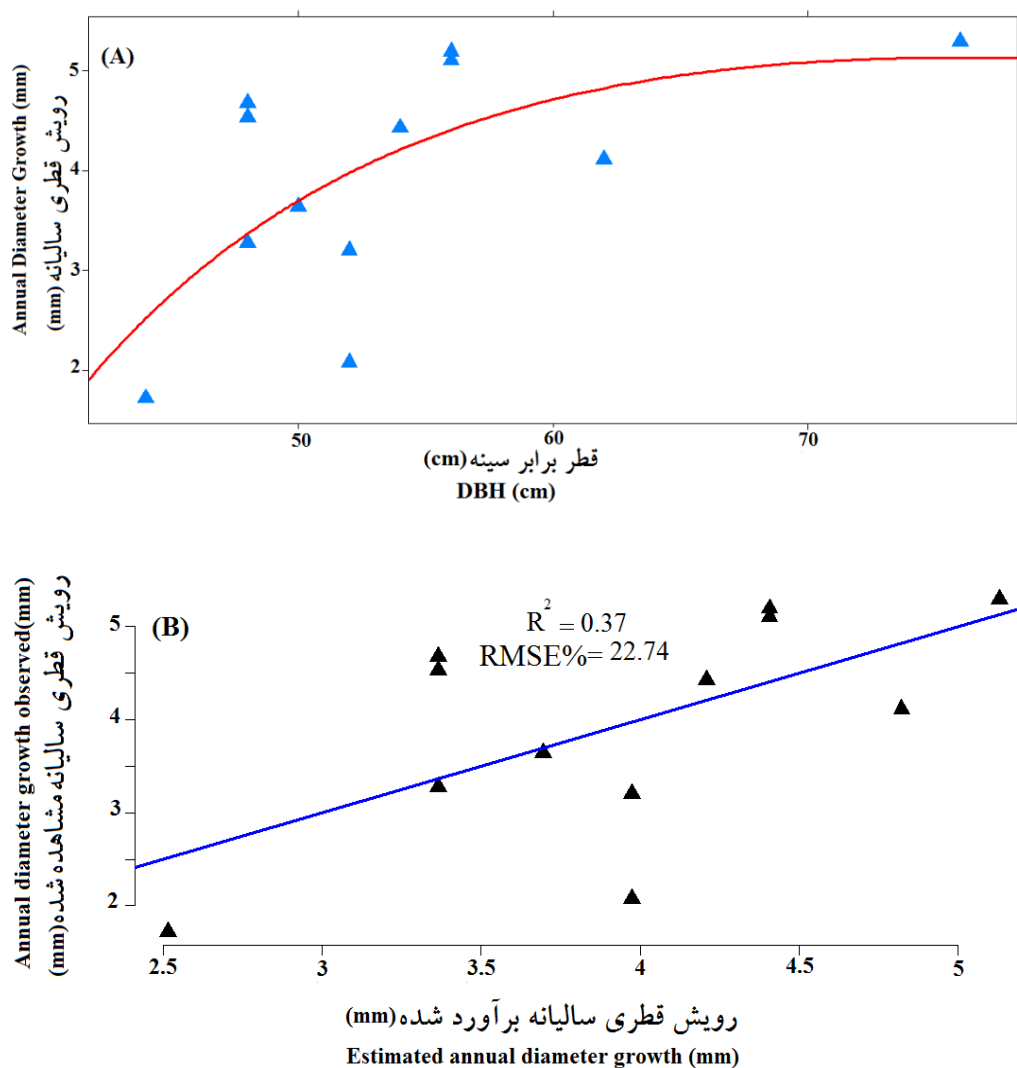 (A)
Annual Diameter Growth (mm)
رویش قطری سالیانه
(mm)
5
4
3
2
50
60
70
قطر برابر سینه(cm)
DBH (cm)
(B)
R2 = 0.37
RMSE%= 22.74
Annual diameter growth observed(mm)
رویش قطری سالیانه مشاهده شده
(mm)
5
4
3
2
2.5
3
3.5
4
4.5
5
رویش قطری سالیانه برآورد شده(mm)
Estimated annual diameter growth (mm)